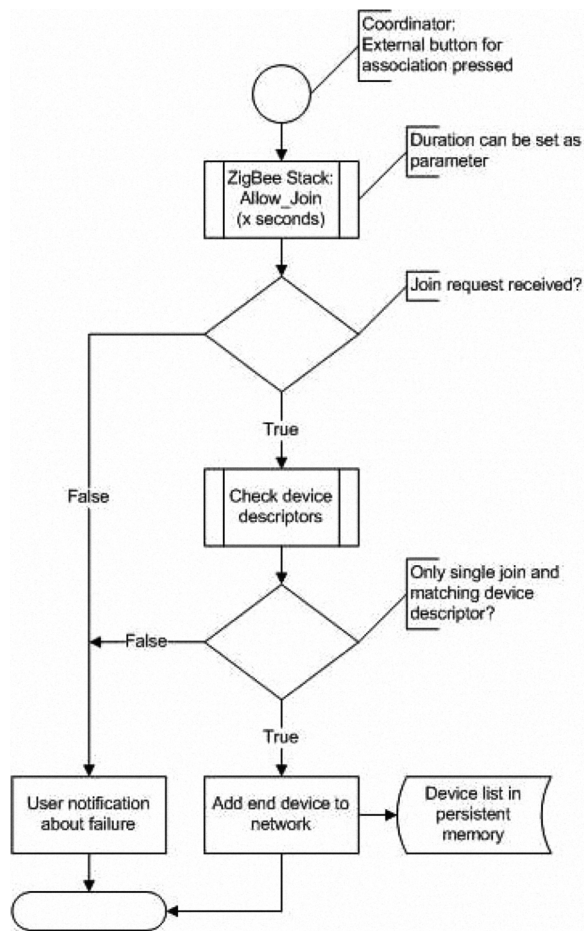 Coordinator:
External button for
association pressed
Duration can be set as
parameter
ZigBee Stack:
Allow_Join
(x seconds)
Join request received?
True
False
Check device
descriptors
Only single join and
matching device
descriptor?
False
True
User notification
about failure
Add end device to
network
Device list in
persistent
memory